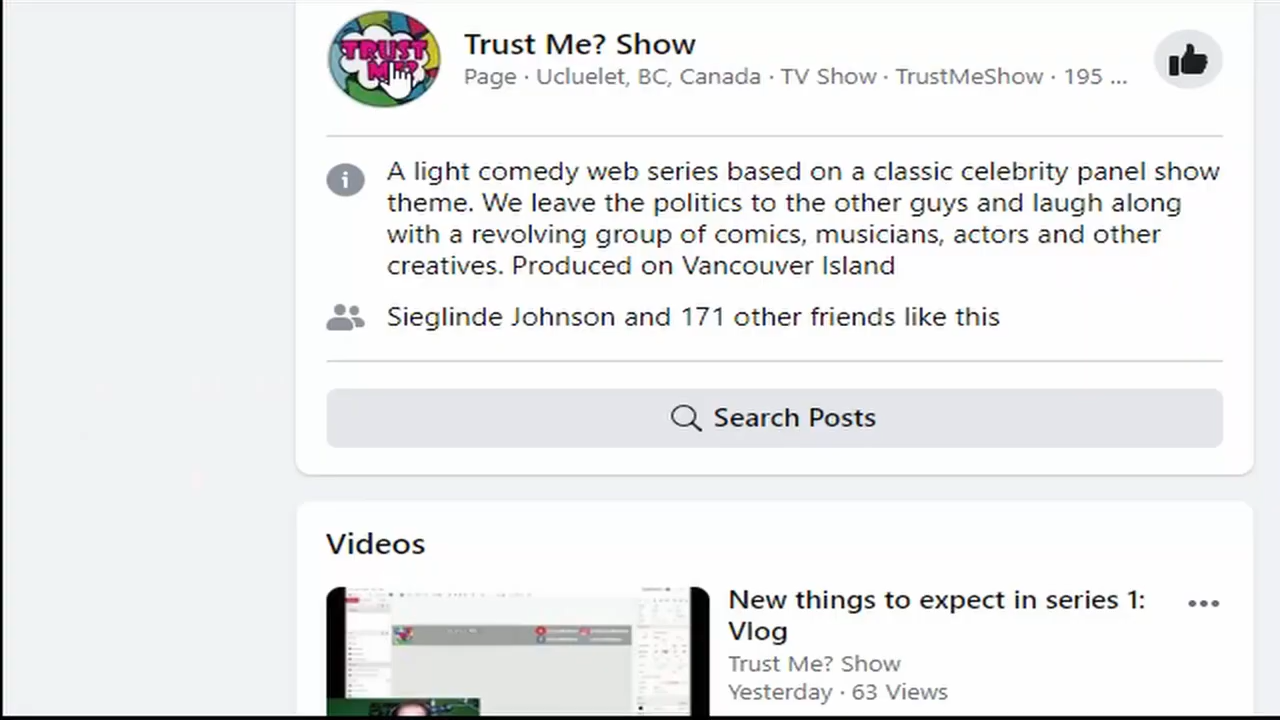 TRUST
ME?
Trust Me? Show
Page · Ucluelet, BC, Canada · TV Show · TrustMeShow · 195 ...
A light comedy web series based on a classic celebrity panel show
theme. We leave the politics to the other guys and laugh along
with a revolving group of comics, musicians, actors and other
creatives. Produced on Vancouver Island
Sieglinde Johnson and 171 other friends like this
Search Posts
Videos
New things to expect in series 1:
Vlog
Trust Me? Show
Yesterday · 63 Views